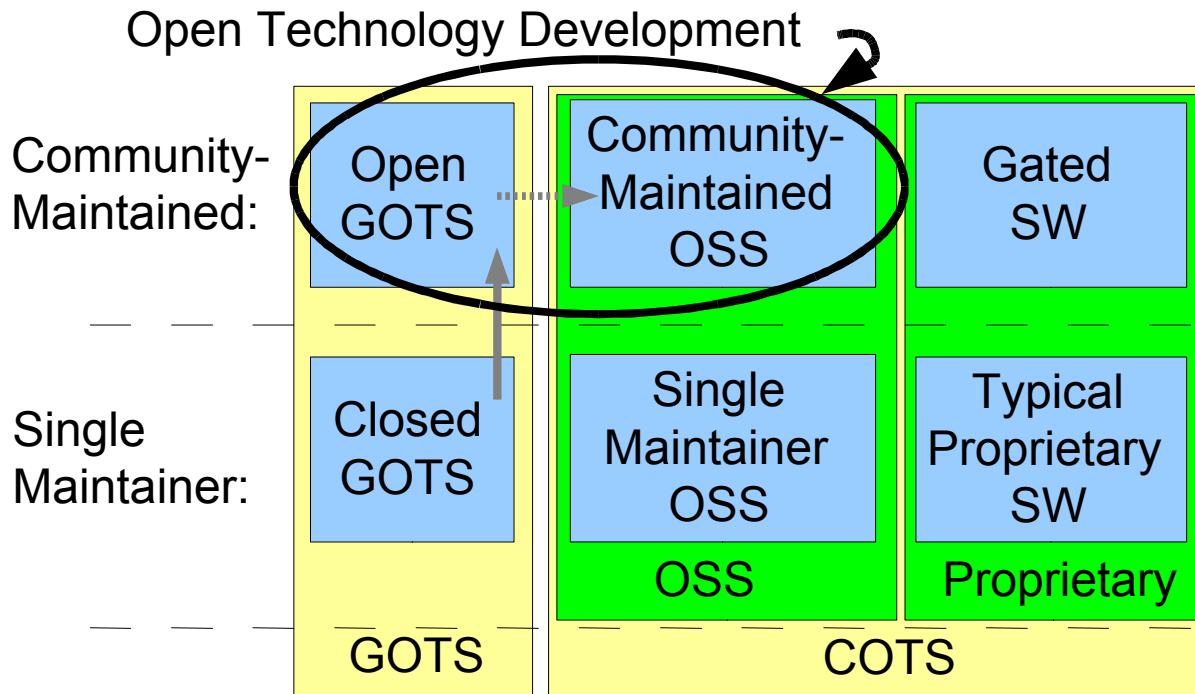 Open Technology Development
Community-
Maintained:
Open
GOTS
Community-
Maintained
OSS
Gated
SW
Single
Maintainer:
Closed
GOTS
Single
Maintainer
OSS
Typical
Proprietary
SW
OSS
Proprietary
GOTS
COTS